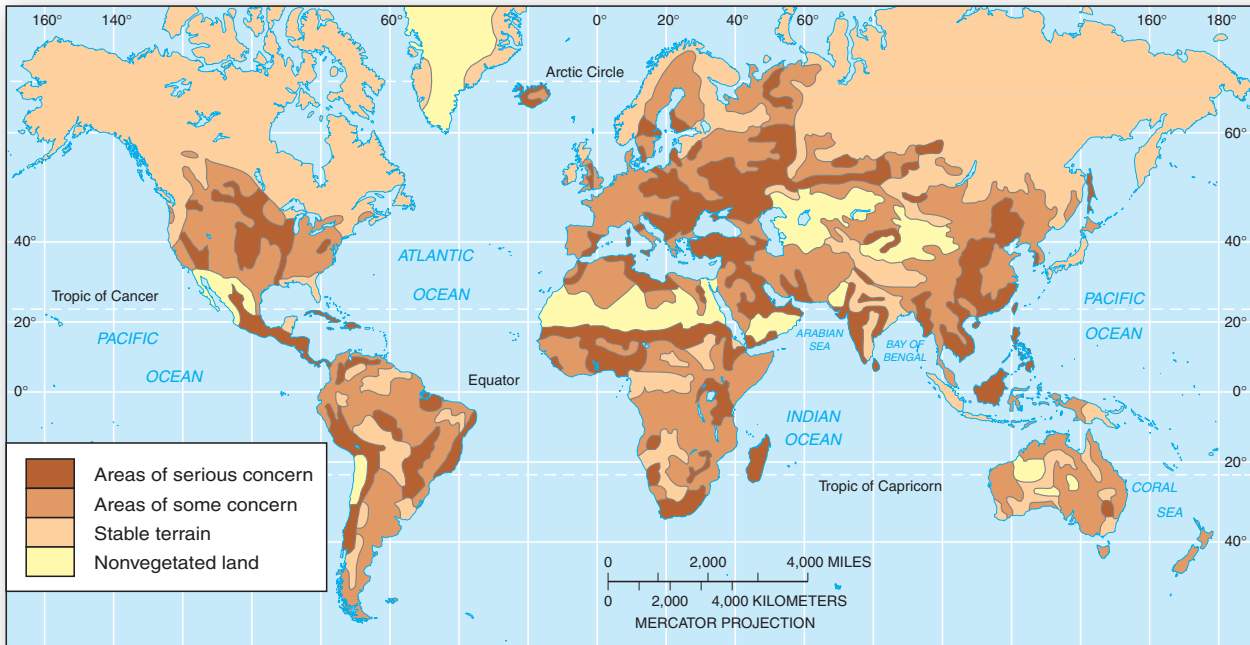 160° 140° 60° 0° 20° 40° 60° 160° 180°
Arctic Circle
60°
40°
ATLANTIC
OCEAN
40°
Tropic of Cancer
20°
PACIFIC
OCEAN
ARABIAN
SEA
BAY OF
BENGAL
PACIFIC
OCEAN
20°
Equator
0°
INDIAN
OCEAN
0°
20°
Tropic of Capricorn
CORAL
SEA
40°
Areas of serious concern
Areas of some concern
Stable terrain
Nonvegetated land
0 2,000 4,000 MILES
0 2,000 4,000 KILOMETERS
MERCATOR PROJECTION